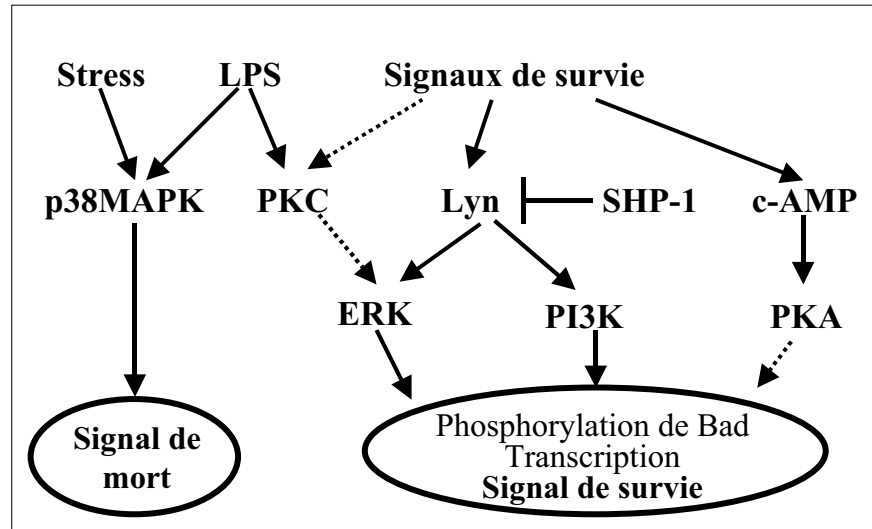 Stress LPS Signaux de survie
p38MAPK PKC Lyn SHP-1 c-AMP
ERK PI3K PKA
Signal de
mort
Phosphorylation de Bad
Transcription
Signal de survie